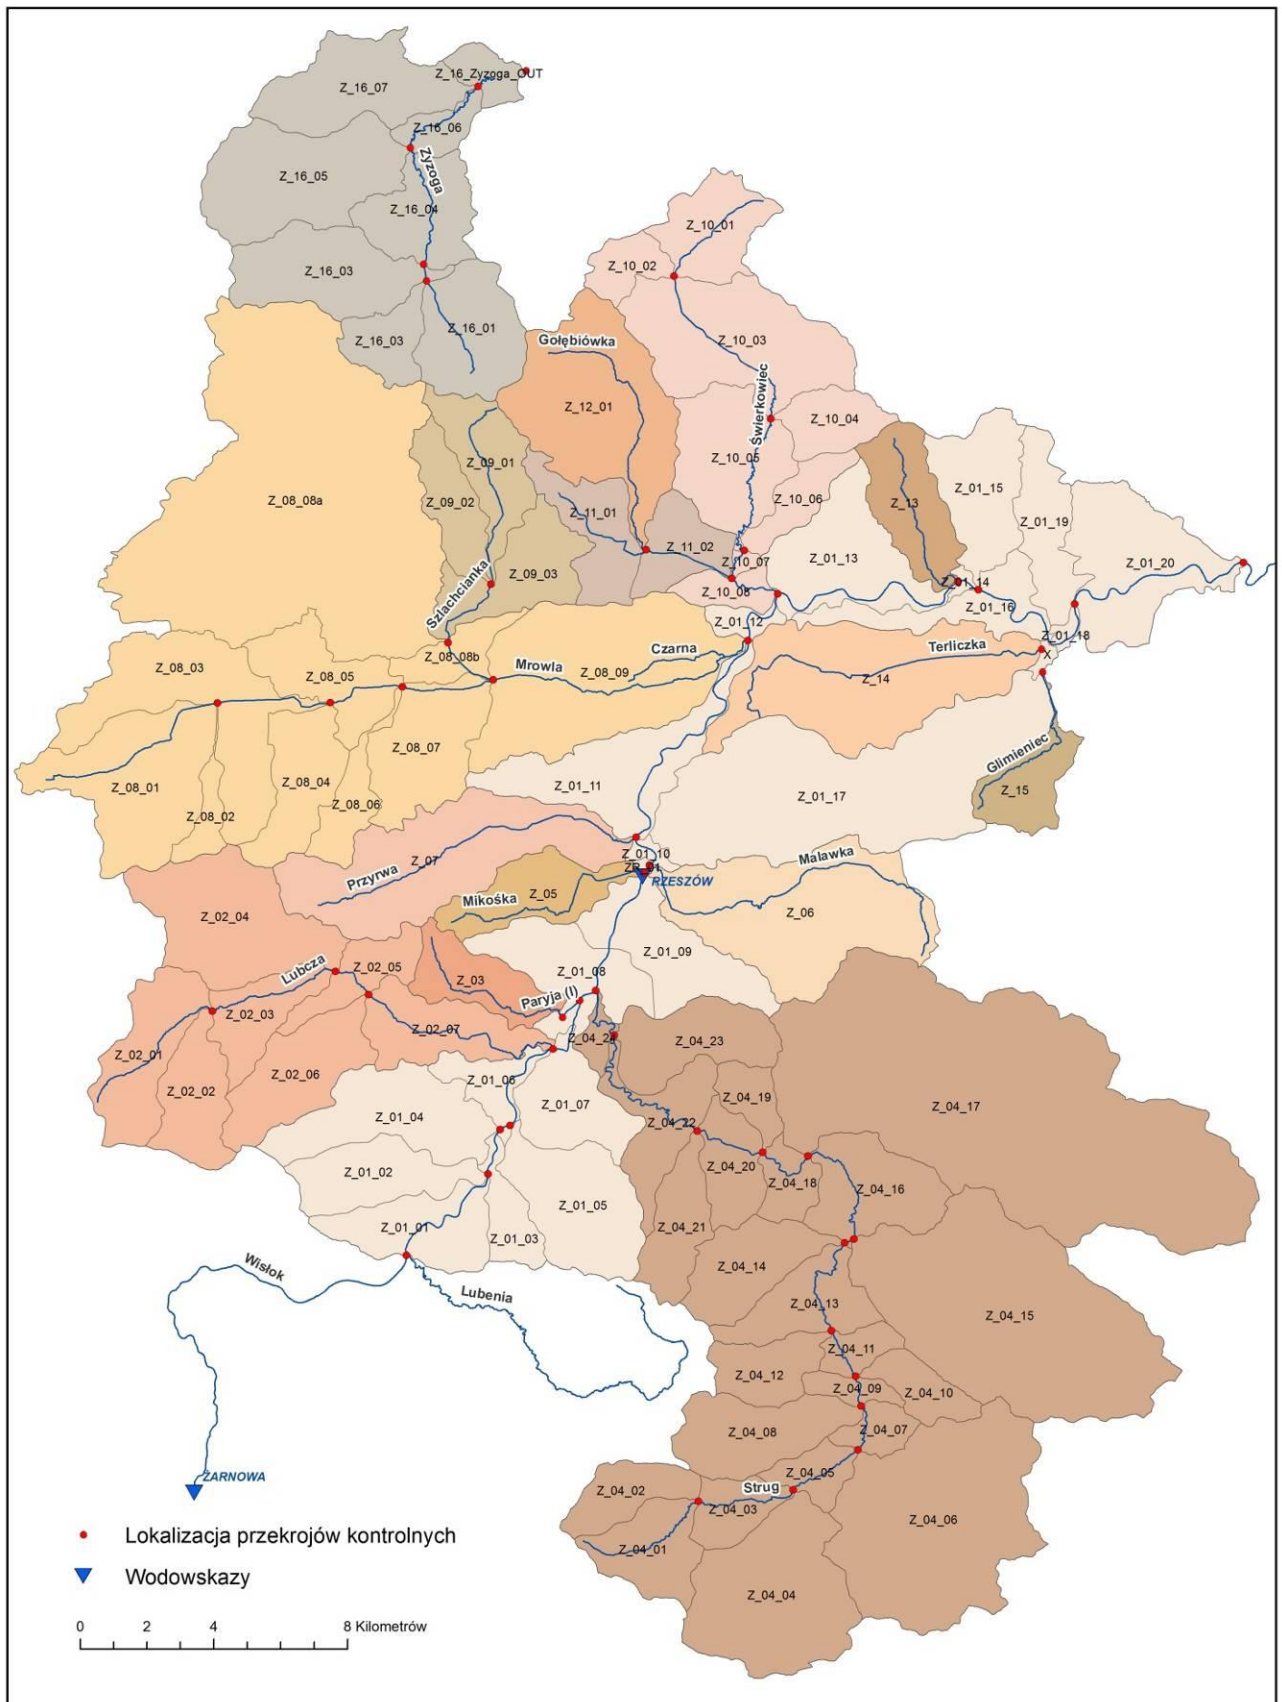 Z_16_Zyzoga_OUT
Z_16_07
Z_16_06
Zyzoga
Z_16_05
Z_16_04
Z_16_03
Z_16_01
Z_16_03
Z_10_01
Z_10_02
Z_10_03
Gołębiówka
Z_12_01
Świerkowiec
Z_10_04
Z_10_05
Z_10_06
Z_09_01
Z_09_02
Z_08_08a
Z_01_15
Z_13
Z_01_19
Z_11_01
Z_11_02
Z_01_13
Z_10_07
Z_01_20
Z_09_03
Z_01_14
Z_10_08
Z_01_16
Szlachcianka
Z_01_12
Z_01_18
Terliczka
X
Czarna
Z_08_08b
Mrowla
Z_08_09
Z_14
Z_08_03
Z_08_05
Z_08_07
Glimieniec
Z_15
Z_08_01
Z_08_04
Z_08_06
Z_08_02
Z_01_11
Z_01_17
Z_01_10
Malawka
Z_07
Przyrwa
RZESZÓW
Z_05
Mikośka
Z_06
Z_02_04
Z_01_09
Lubcza
Z_02_05
Z_03
Z_01_08
Paryja (I)
Z_02_03
Z_02_07
Z_04_24
Z_04_23
Z_02_01
Z_02_02
Z_02_06
Z_01_06
Z_01_07
Z_01_04
Z_04_19
Z_04_17
Z_04_22
Z_04_20
Z_04_18
Z_04_16
Z_01_02
Z_01_05
Z_04_21
Z_01_01
Z_01_03
Z_04_14
Wisłok
Lubenia
Z_04_13
Z_04_15
Z_04_11
Z_04_12
Z_04_09
Z_04_10
Z_04_08
Z_04_07
Z_04_05
Strug
Z_04_02
Z_04_03
Z_04_06
Z_04_01
Z_04_04
ŻARNOWA
Lokalizacja przekrojów kontrolnych
Wodowskazy
0 2 4 8 Kilometrów